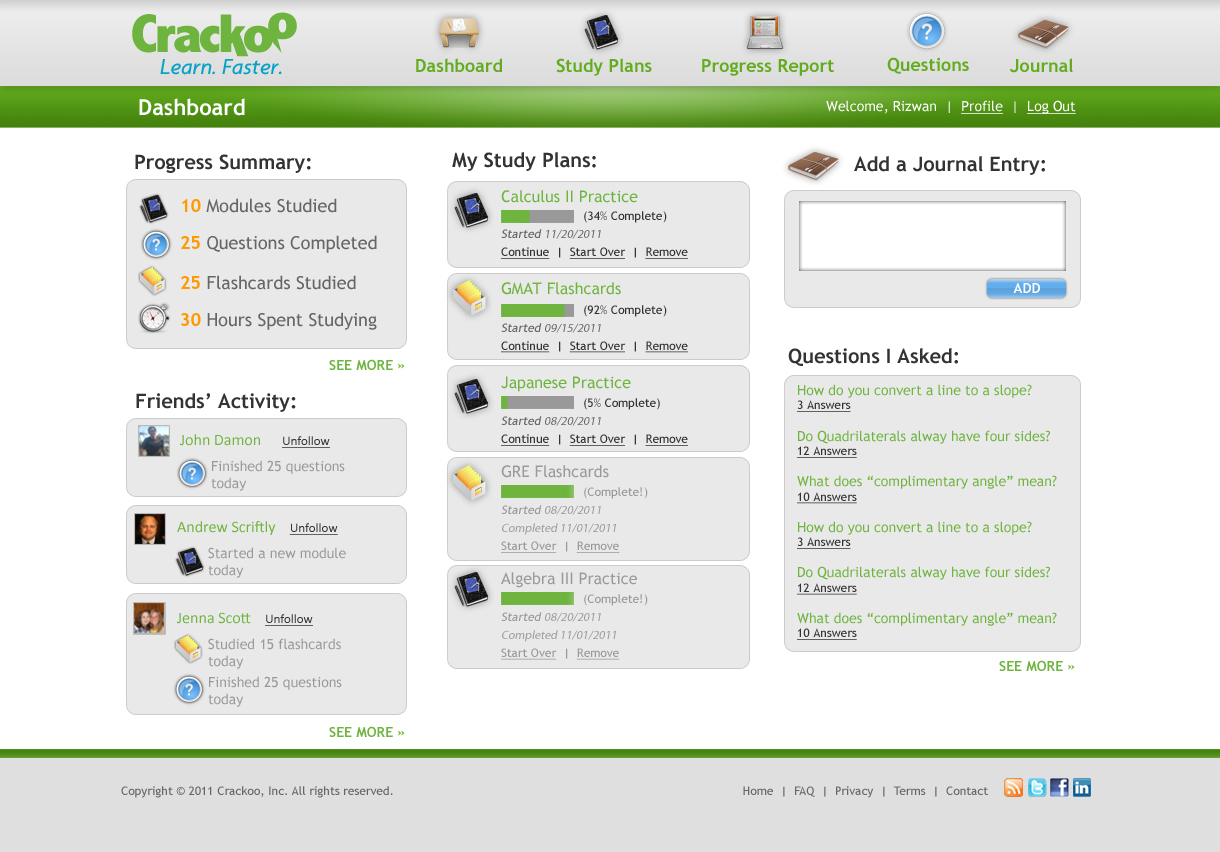 Crackoo
Learn. Faster.
Dashboard
Study Plans
Progress Report
Questions
Journal
Dashboard
Welcome, Rizwan | Profile | Log Out
Progress Summary:
10 Modules Studied
25 Questions Completed
25 Flashcards Studied
30 Hours Spent Studying
SEE MORE »
Friends’ Activity:
John Damon Unfollow
Finished 25 questions
today
Andrew Scriftly Unfollow
Started a new module
today
Jenna Scott Unfollow
Studied 15 flashcards
today
Finished 25 questions
today
SEE MORE »
My Study Plans:
Calculus II Practice
(34% Complete)
Started 11/20/2011
Continue | Start Over | Remove
GMAT Flashcards
(92% Complete)
Started 09/15/2011
Continue | Start Over | Remove
Japanese Practice
(5% Complete)
Started 08/20/2011
Continue | Start Over | Remove
GRE Flashcards
(Complete!)
Started 08/20/2011
Completed 11/01/2011
Start Over | Remove
Algebra III Practice
(Complete!)
Started 08/20/2011
Completed 11/01/2011
Start Over | Remove
Add a Journal Entry:
ADD
Questions I Asked:
How do you convert a line to a slope?
3 Answers
Do Quadrilaterals alway have four sides?
12 Answers
What does “complimentary angle” mean?
10 Answers
How do you convert a line to a slope?
3 Answers
Do Quadrilaterals alway have four sides?
12 Answers
What does “complimentary angle” mean?
10 Answers
SEE MORE »
Copyright © 2011 Crackoo, Inc. All rights reserved.
Home | FAQ | Privacy | Terms | Contact